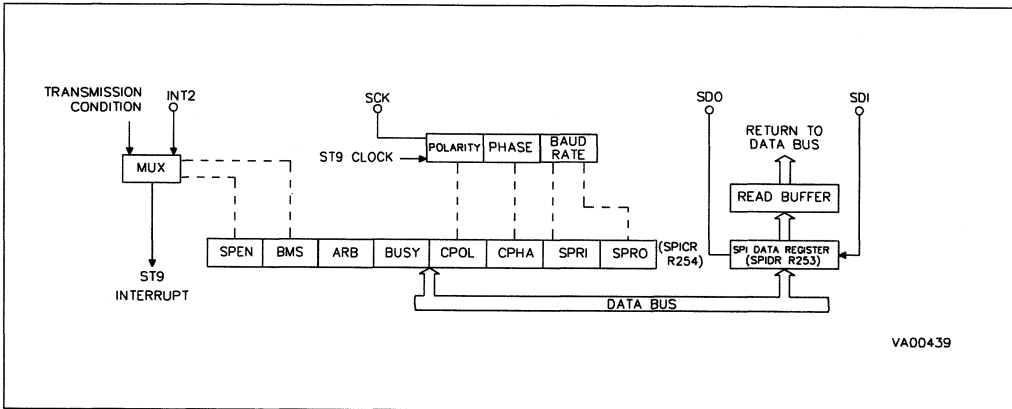 TRANSMISSION
CONDITION
INT2
MUX
ST9
INTERRUPT
SCK
ST9 CLOCK
POLARITY
PHASE
BAUD
RATE
SPEN
BMS
ARB
BUSY
CPOL
CPHA
SPRI
SPRO
(SPICR
R254)
SDO
SDI
RETURN TO
DATA BUS
READ BUFFER
SPI DATA REGISTER
(SPIDR R253)
DATA BUS
VA00439